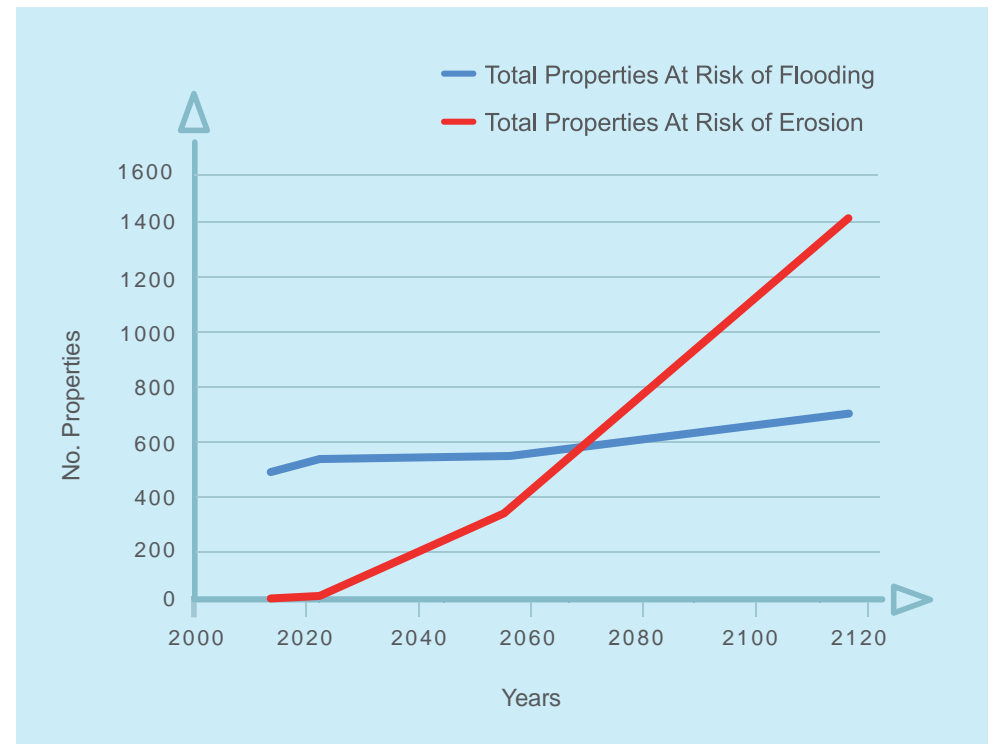 Total Properties At Risk of Flooding
Total Properties At Risk of Erosion
1600
1400
1200
1000
800
600
400
200
0
No. Properties
2000 2020 2040 2060 2080 2100 2120
Years